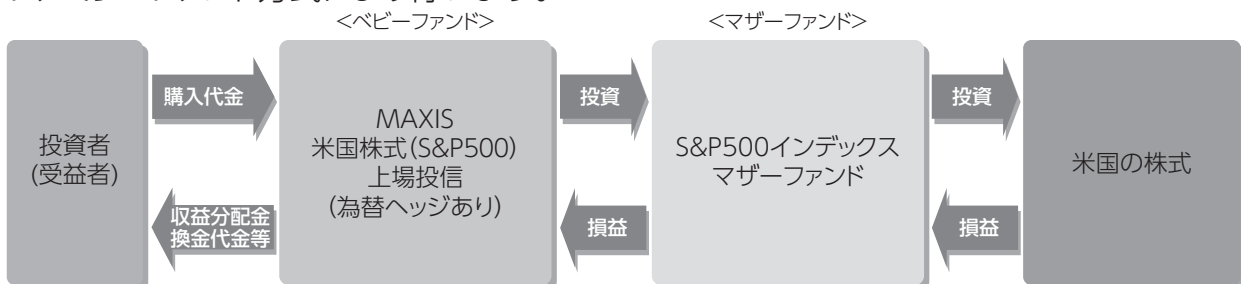 <ベビーファンド>
<マザーファンド>
投資者
(受益者)
購入代金
収益分配金
換金代金等
MAXIS
米国株式(S&P500)
上場投信
(為替ヘッジあり)
投資
損益
S&P500インデックス
マザーファンド
投資
損益
米国の株式